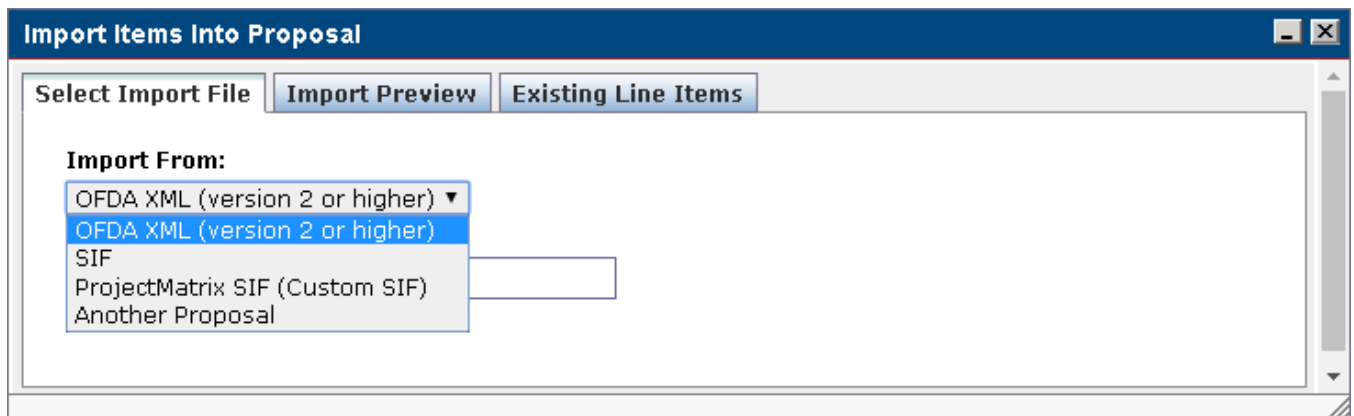 Import Items Into Proposal
Select Import File Import Preview Existing Line Items
Import From:
OFDA XML (version 2 or higher)
OFDA XML (version 2 or higher)
SIF
ProjectMatrix SIF (Custom SIF)
Another Proposal